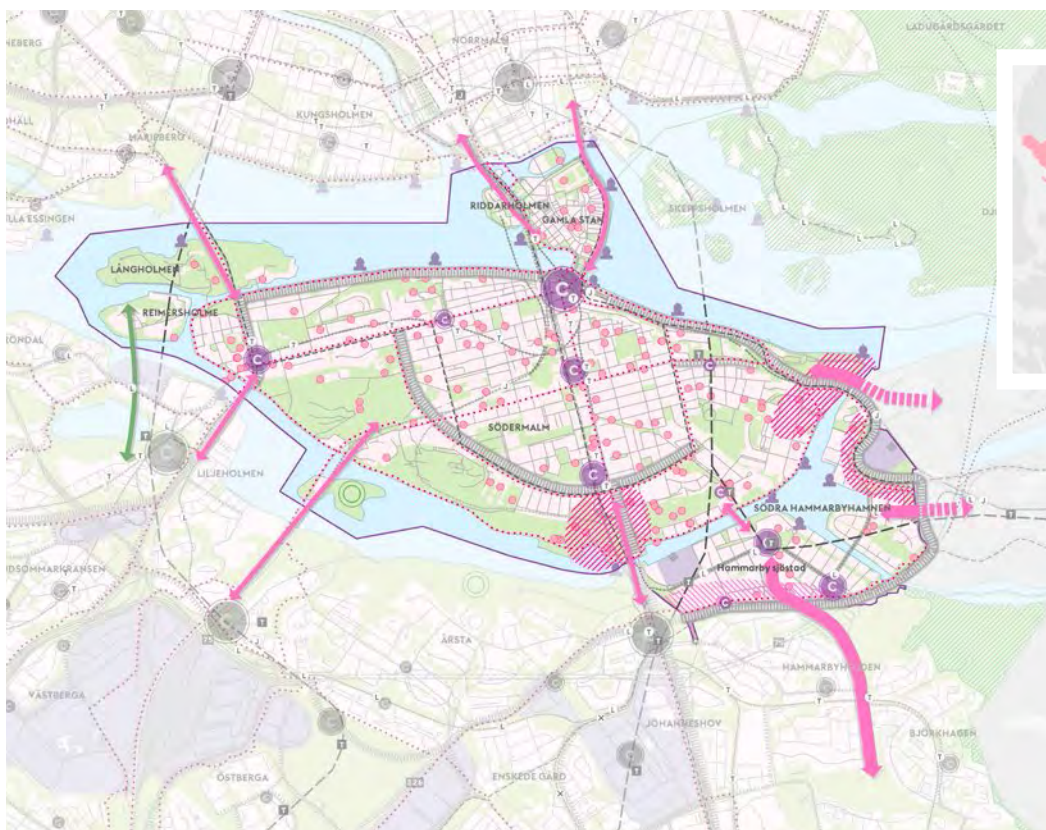 LADUGÅRDSGÄRDET
NORRMALM
KUNGSHOLMEN
MARIEBERG
LILLA ESSINGEN
SKEPPSHOLMEN
RIDDARHOLMEN
GAMLA STAN
LÅNGHOLMEN
REIMERSHOLME
SÖDERMALM
LILJEHOLMEN
SÖDRA HAMMARBYHAMNEN
Hammarby sjöstad
MIDSOMMARKRANSEN
ÅRSTA
HAMMARBYHÖJDEN
VÄSTBERGA
JOHANNESHOV
BJÖRKHAGEN
ÖSTBERGA
ENSKEDE GÅRD